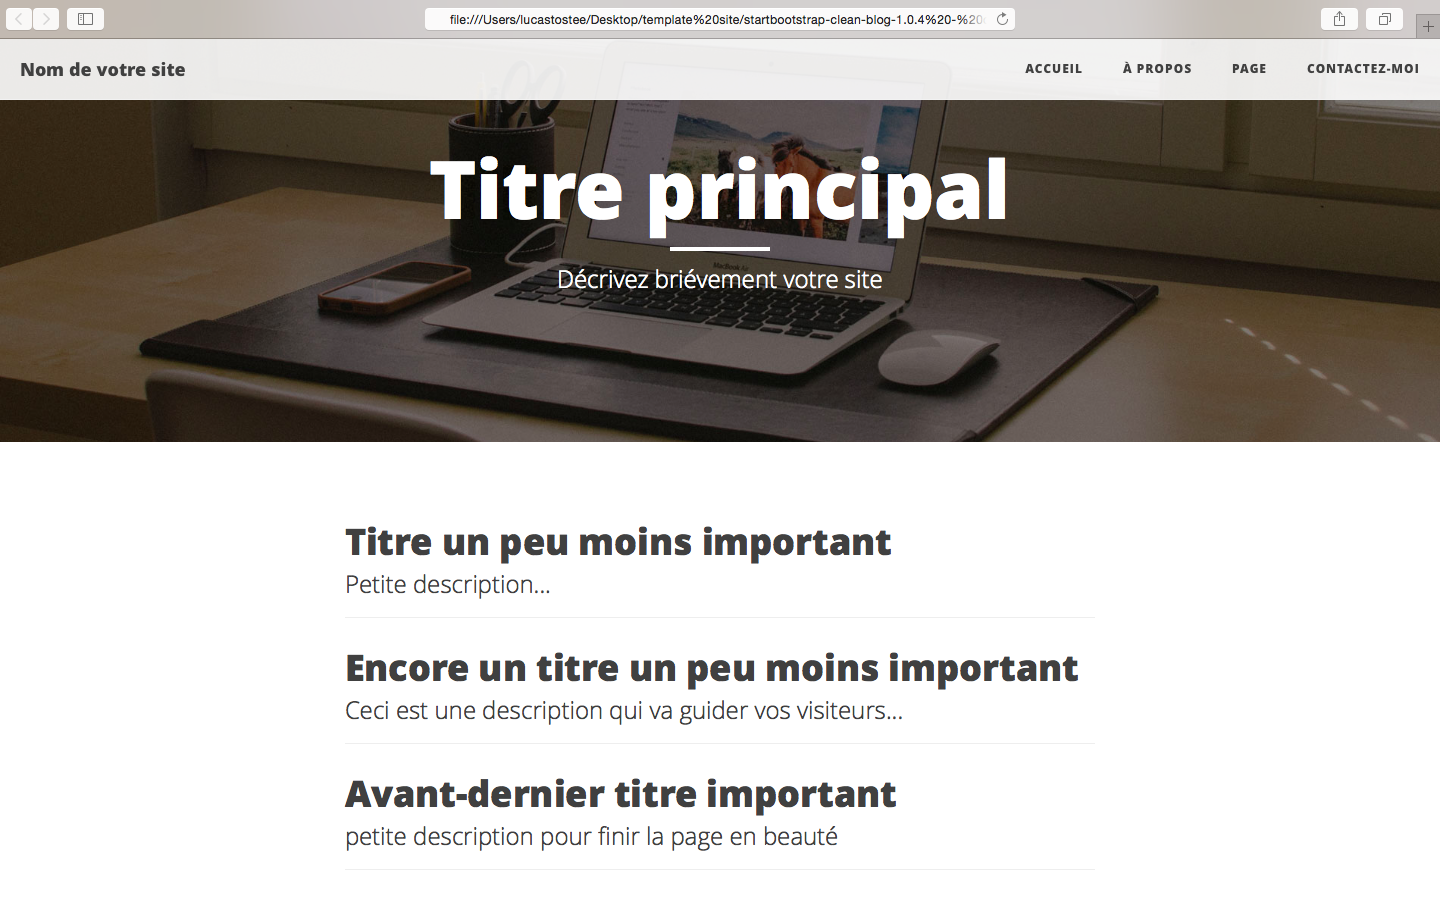 file:///Users/lucastostee/Desktop/template%20site/startbootstrap-clean-blog-1.0.4%20-%20
Nom de votre site
ACCUEIL
À PROPOS
PAGE
CONTACTEZ-MOI
Titre principal
Décrivez briévement votre site
Titre un peu moins important
Petite description...
Encore un titre un peu moins important
Ceci est une description qui va guider vos visiteurs...
Avant-dernier titre important
petite description pour finir la page en beauté